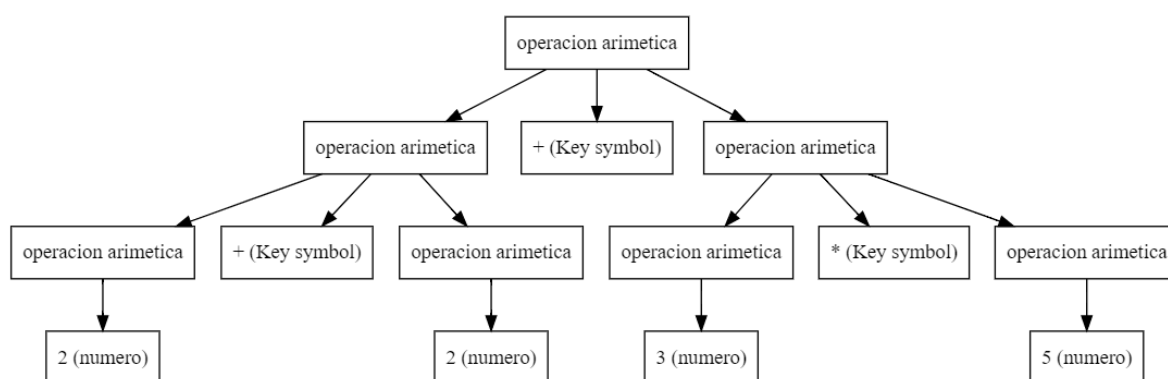 operacion arimetica
operacion arimetica
+ (Key symbol)
operacion arimetica
operacion arimetica
+ (Key symbol)
operacion arimetica
operacion arimetica
* (Key symbol)
operacion arimetica
2 (numero)
2 (numero)
3 (numero)
5 (numero)